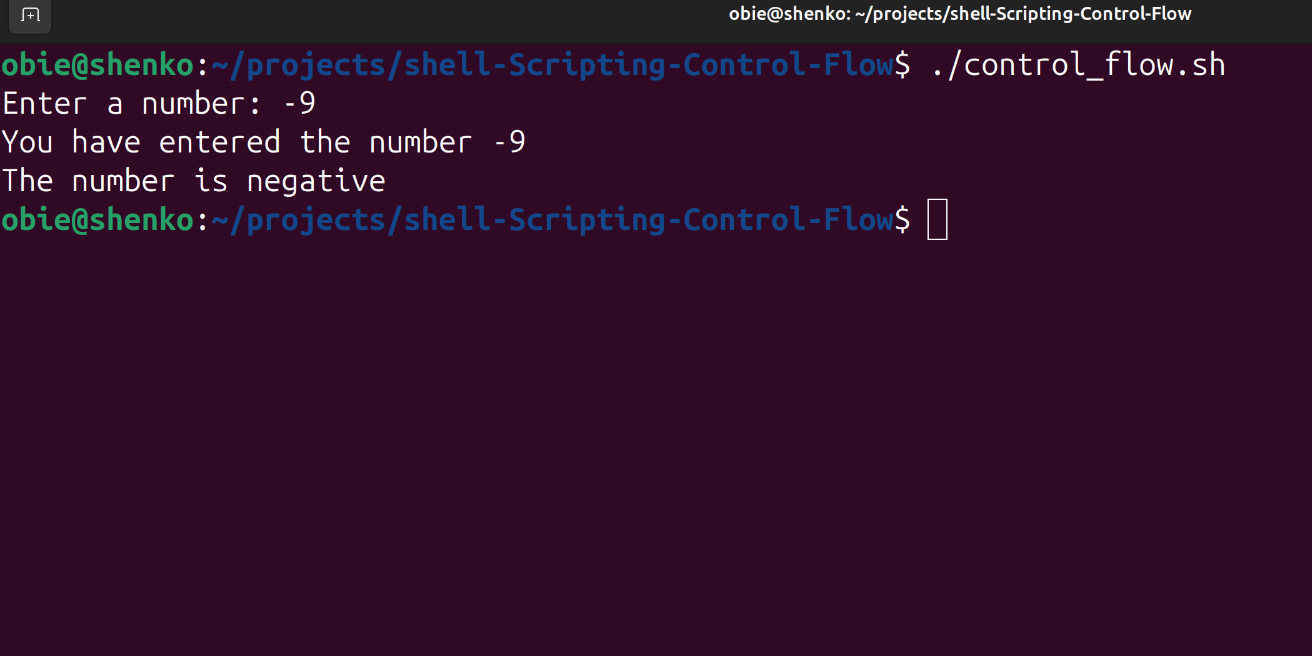 obie@shenko: ~/projects/shell-Scripting-Control-Flow
obie@shenko:~/projects/shell-Scripting-Control-Flow$ ./control_flow.sh
Enter a number: -9
You have entered the number -9
The number is negative
obie@shenko:~/projects/shell-Scripting-Control-Flow$